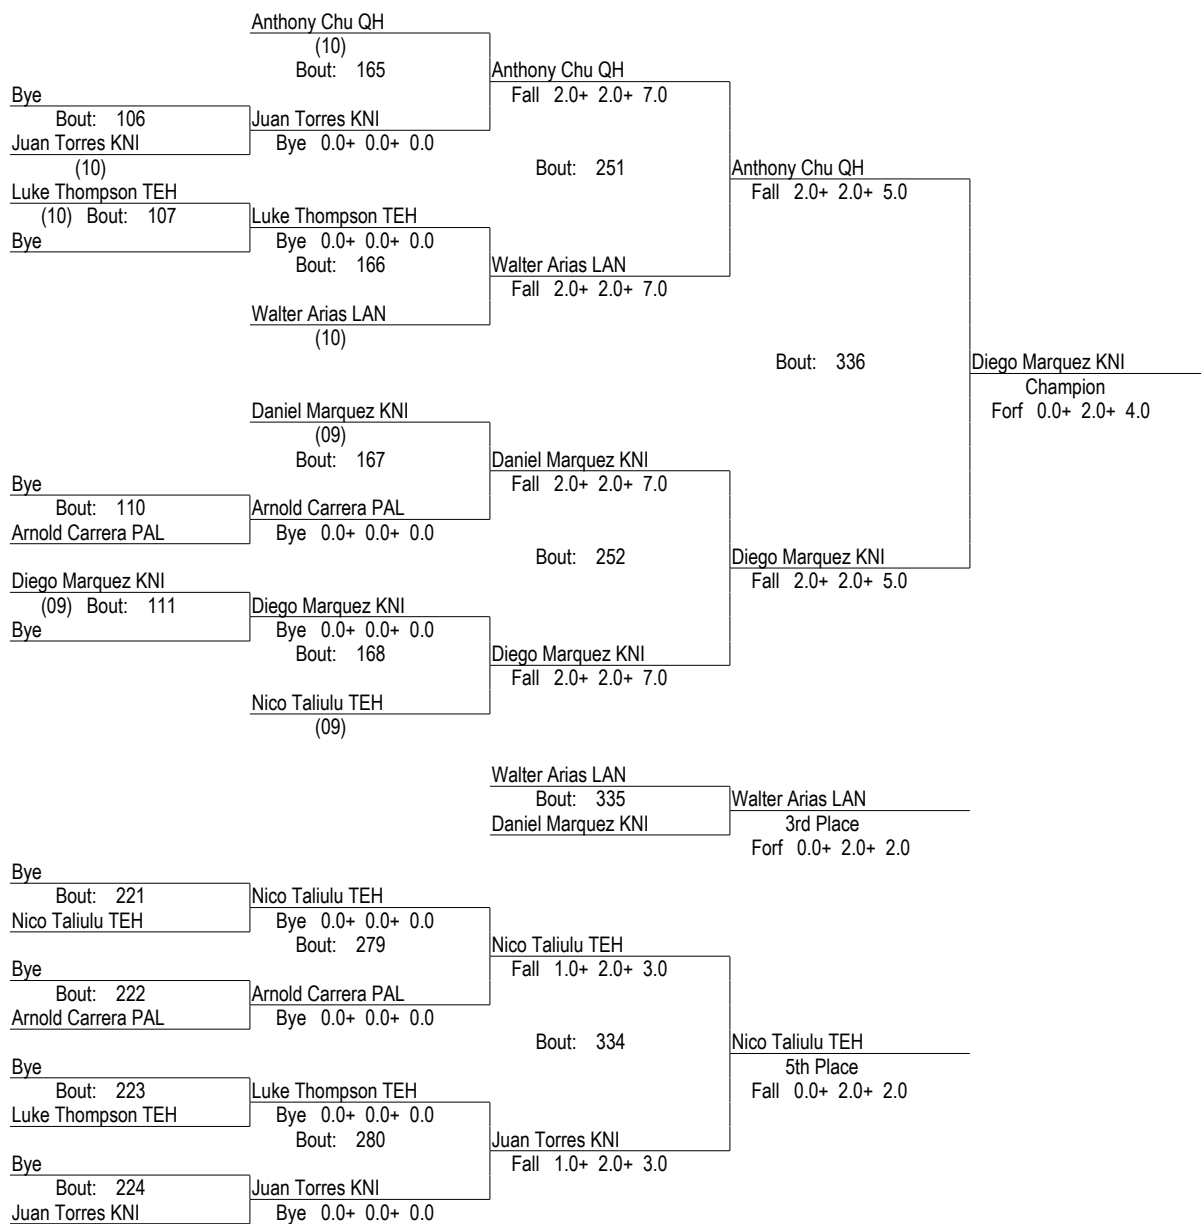 Anthony Chu QH
(10)
Bout: 165
Anthony Chu QH
Fall 2.0+ 2.0+ 7.0
Bye
Bout: 106
Juan Torres KNI
Juan Torres KNI
Bye 0.0+ 0.0+ 0.0
(10)
Bout: 251
Anthony Chu QH
Fall 2.0+ 2.0+ 5.0
Luke Thompson TEH
(10) Bout: 107
Luke Thompson TEH
Bye
Bye 0.0+ 0.0+ 0.0
Bout: 166
Walter Arias LAN
Fall 2.0+ 2.0+ 7.0
Walter Arias LAN
(10)
Bout: 336
Diego Marquez KNI
Champion
Forf 0.0+ 2.0+ 4.0
Daniel Marquez KNI
(09)
Bout: 167
Daniel Marquez KNI
Fall 2.0+ 2.0+ 7.0
Bye
Bout: 110
Arnold Carrera PAL
Arnold Carrera PAL
Bye 0.0+ 0.0+ 0.0
Bout: 252
Diego Marquez KNI
Fall 2.0+ 2.0+ 5.0
Diego Marquez KNI
(09) Bout: 111
Diego Marquez KNI
Bye
Bye 0.0+ 0.0+ 0.0
Bout: 168
Diego Marquez KNI
Fall 2.0+ 2.0+ 7.0
Nico Taliulu TEH
(09)
Walter Arias LAN
Bout: 335
Walter Arias LAN
Daniel Marquez KNI
3rd Place
Forf 0.0+ 2.0+ 2.0
Bye
Bout: 221
Nico Taliulu TEH
Nico Taliulu TEH
Bye 0.0+ 0.0+ 0.0
Bout: 279
Nico Taliulu TEH
Fall 1.0+ 2.0+ 3.0
Bye
Bout: 222
Arnold Carrera PAL
Arnold Carrera PAL
Bye 0.0+ 0.0+ 0.0
Bout: 334
Nico Taliulu TEH
5th Place
Fall 0.0+ 2.0+ 2.0
Bye
Bout: 223
Luke Thompson TEH
Luke Thompson TEH
Bye 0.0+ 0.0+ 0.0
Bout: 280
Juan Torres KNI
Fall 1.0+ 2.0+ 3.0
Bye
Bout: 224
Juan Torres KNI
Juan Torres KNI
Bye 0.0+ 0.0+ 0.0